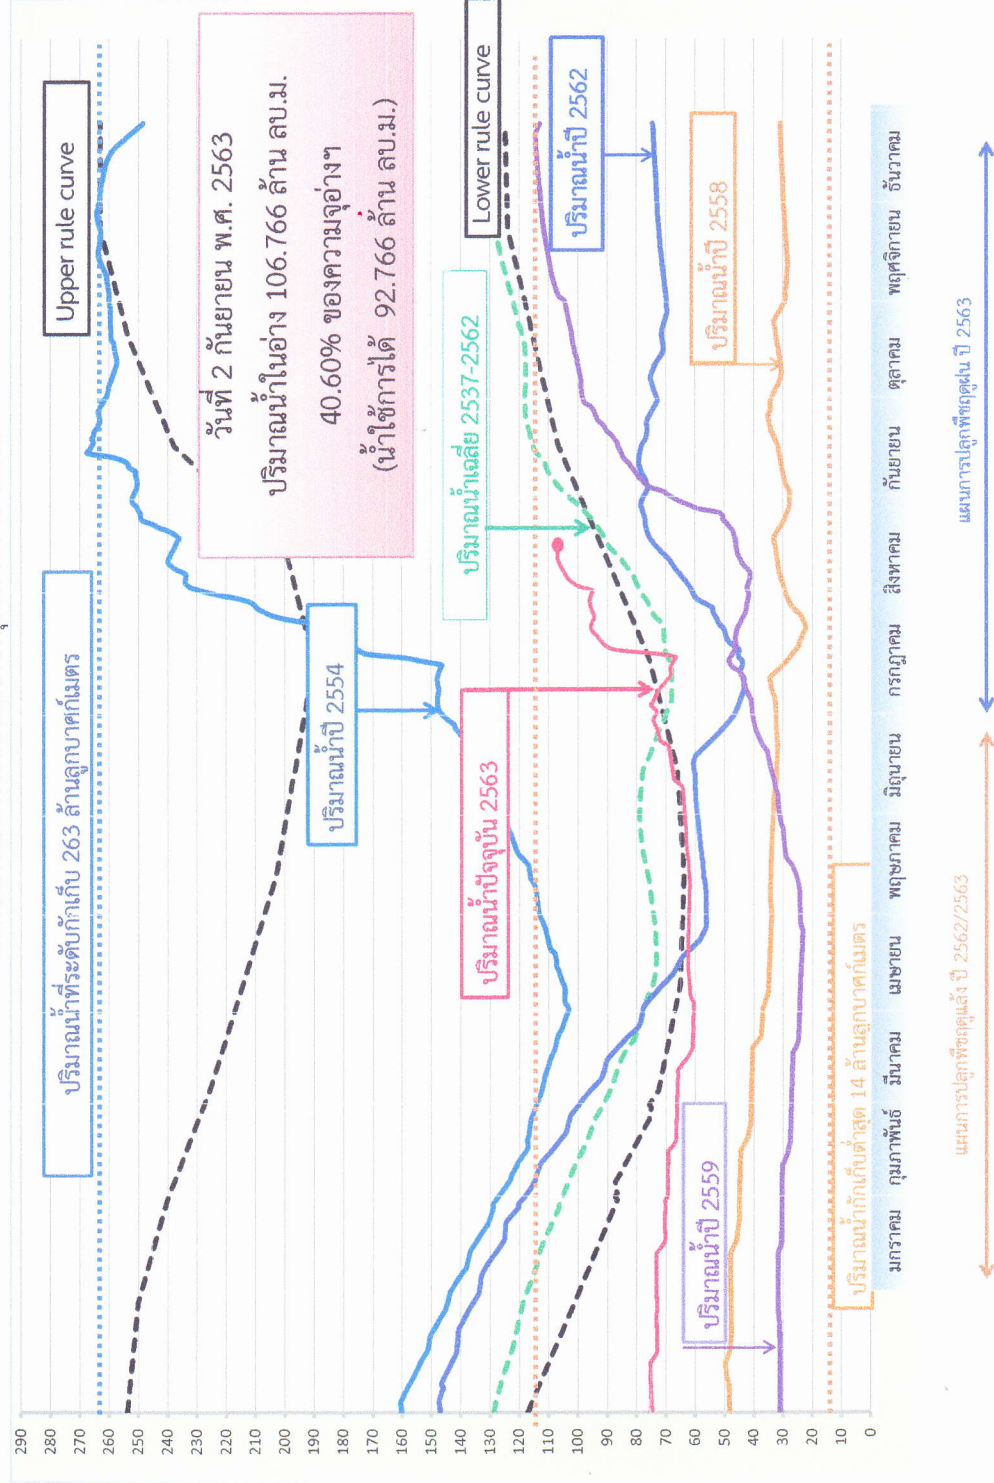 290
280
270
260
250
240
230
220
210
200
190
180
170
160
150
140
130
120
110
100
90
80
70
60
50
40
30
20
10
0
ปริมาณน้ำที่ระดับกักเก็บ 263 ล้านลูกบาศก์เมตร
Upper rule curve
วันที่ 2 กันยายน พ.ศ. 2563
ปริมาณน้ำในอ่าง 106.766 ล้าน ลบ.ม.
40.60% ของความจุอ่างฯ
(น้ำใช้การได้ 92.766 ล้าน ลบ.ม.)
ปริมาณน้ำปี 2554
ปริมาณน้ำเฉลี่ย 2537-2562
Lower rule curve
ปริมาณน้ำปัจจุบัน 2563
ปริมาณน้ำปี 2562
ปริมาณน้ำปี 2559
ปริมาณน้ำปี 2558
ปริมาณน้ำกักเก็บต่ำสุด 14 ล้านลูกบาศก์เมตร
มกราคม กุมภาพันธ์ มีนาคม เมษายน พฤษภาคม มิถุนายน กรกฎาคม สิงหาคม กันยายน ตุลาคม พฤศจิกายน ธันวาคม
แผนการปลูกพืชฤดูแล้ง ปี 2562/2563
แผนการปลูกพืชฤดูฝน ปี 2563